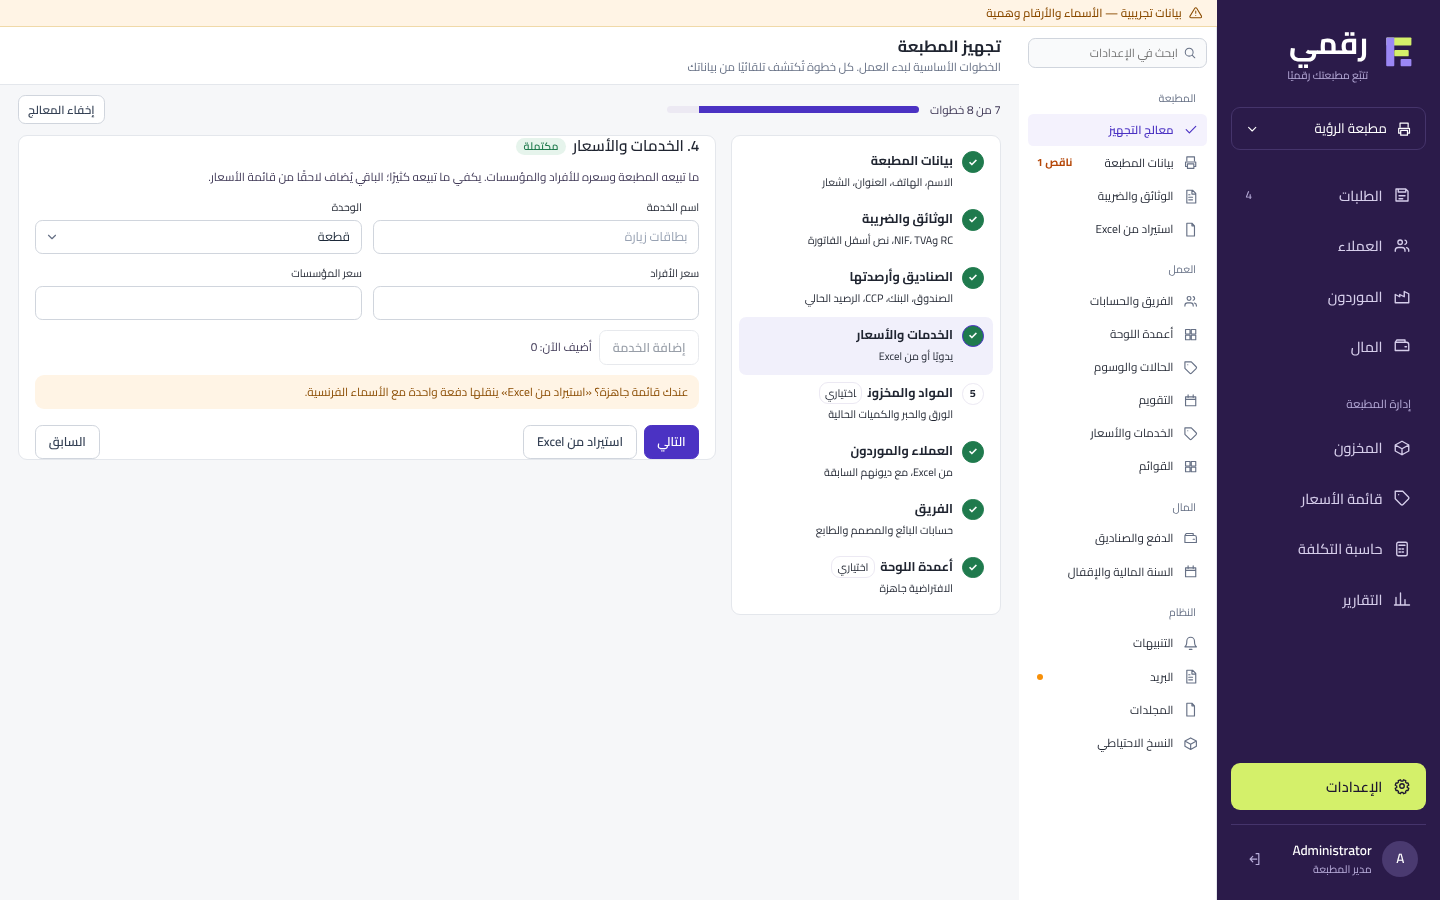 بيانات تجريبية — الأسماء والأرقام وهمية
رقمي
تتبّع مطبعتك رقميًا
مطبعة الرؤية
الطلبات 4
العملاء
الموردون
المال
إدارة المطبعة
المخزون
قائمة الأسعار
حاسبة التكلفة
التقارير
الإعدادات
A
Administrator
مدير المطبعة
ابحث في الإعدادات
المطبعة
معالج التجهيز
بيانات المطبعة ناقص 1
الوثائق والضريبة
استيراد من Excel
العمل
الفريق والحسابات
أعمدة اللوحة
الحالات والوسوم
التقويم
الخدمات والأسعار
القوائم
المال
الدفع والصناديق
السنة المالية والإقفال
النظام
التنبيهات
البريد
المجلدات
النسخ الاحتياطي
تجهيز المطبعة
الخطوات الأساسية لبدء العمل. كل خطوة تُكتشف تلقائيًا من بياناتك
7 من 8 خطوات
إخفاء المعالج
بيانات المطبعة
الاسم، الهاتف، العنوان، الشعار
الوثائق والضريبة
RC وNIF، TVA، نص أسفل الفاتورة
الصناديق وأرصدتها
الصندوق، البنك، CCP، الرصيد الحالي
الخدمات والأسعار
يدويًا أو من Excel
5 المواد والمخزون اختياري
الورق والحبر والكميات الحالية
العملاء والموردون
من Excel، مع ديونهم السابقة
الفريق
حسابات البائع والمصمم والطابع
أعمدة اللوحة اختياري
الافتراضية جاهزة
4. الخدمات والأسعار مكتملة
ما تبيعه المطبعة وسعره للأفراد والمؤسسات. يكفي ما تبيعه كثيرًا؛ الباقي يُضاف لاحقًا من قائمة الأسعار.
اسم الخدمة
بطاقات زيارة
الوحدة
قطعة
سعر الأفراد
سعر المؤسسات
إضافة الخدمة أضيف الآن: 0
عندك قائمة جاهزة؟ «استيراد من Excel» ينقلها دفعة واحدة مع الأسماء الفرنسية.
التالي
استيراد من Excel
السابق